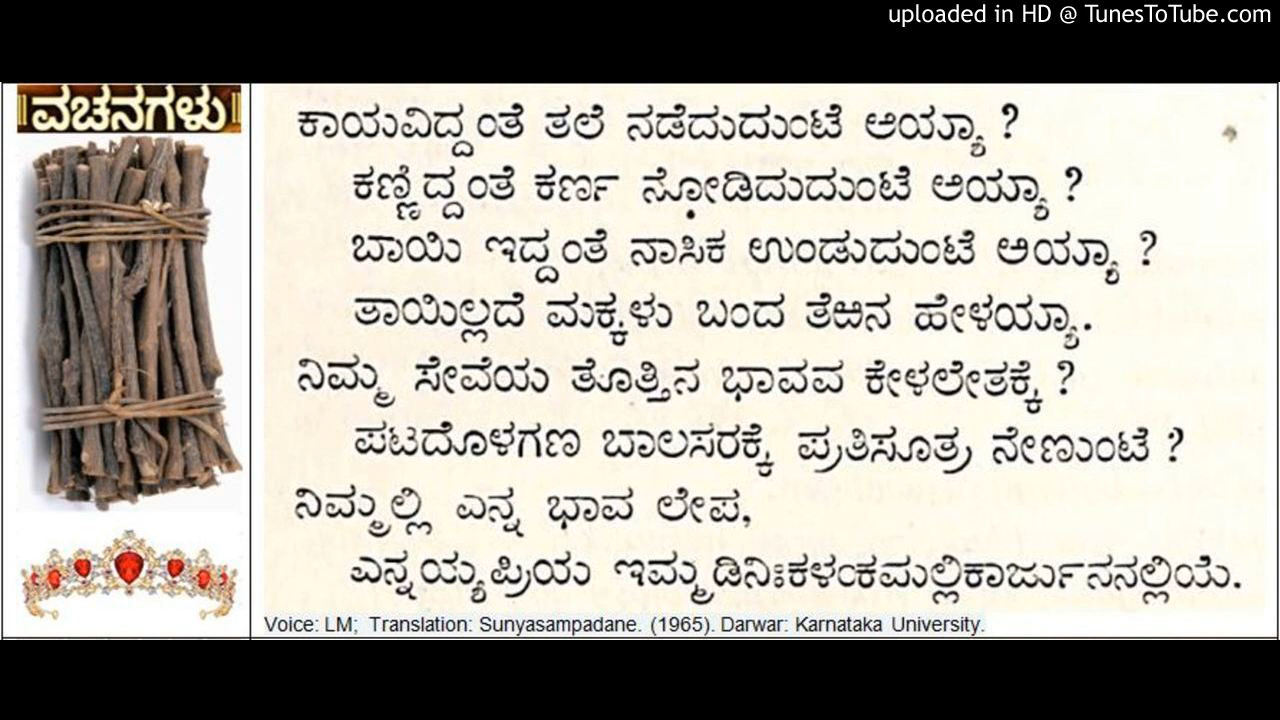 uploaded in HD @ TunesToTube.com
ವಚನಗಳು
ಕಾಯವಿದ್ದಂತೆ ತಲೆ ನಡೆದುದುಂಟೆ ಅಯ್ಯಾ ?
ಕಣ್ಣಿದ್ದಂತೆ ಕರ್ಣ ನೋಡಿದುದುಂಟೆ ಅಯ್ಯಾ ?
ಬಾಯಿ ಇದ್ದಂತೆ ನಾಸಿಕ ಉಂಡುದುಂಟೆ ಅಯ್ಯಾ ?
ತಾಯಿಲ್ಲದೆ ಮಕ್ಕಳು ಬಂದ ತೆಱನ ಹೇಳಯ್ಯಾ.
ನಿಮ್ಮ ಸೇವೆಯ ತೊತ್ತಿನ ಭಾವವ ಕೇಳಲೇತಕ್ಕೆ ?
ಪಟದೊಳಗಣ ಬಾಲಸರಕ್ಕೆ ಪ್ರತಿಸೂತ್ರ ನೇಣುಂಟೆ ?
ನಿಮ್ಮಲ್ಲಿ ಎನ್ನ ಭಾವ ಲೇಪ,
ಎನ್ನಯ್ಯಪ್ರಿಯ ಇಮ್ಮಡಿನಿಃಕಳಂಕಮಲ್ಲಿಕಾರ್ಜುನನಲ್ಲಿಯೆ.
Voice: LM; Translation: Sunyasampadane. (1965). Darwar: Karnataka University.